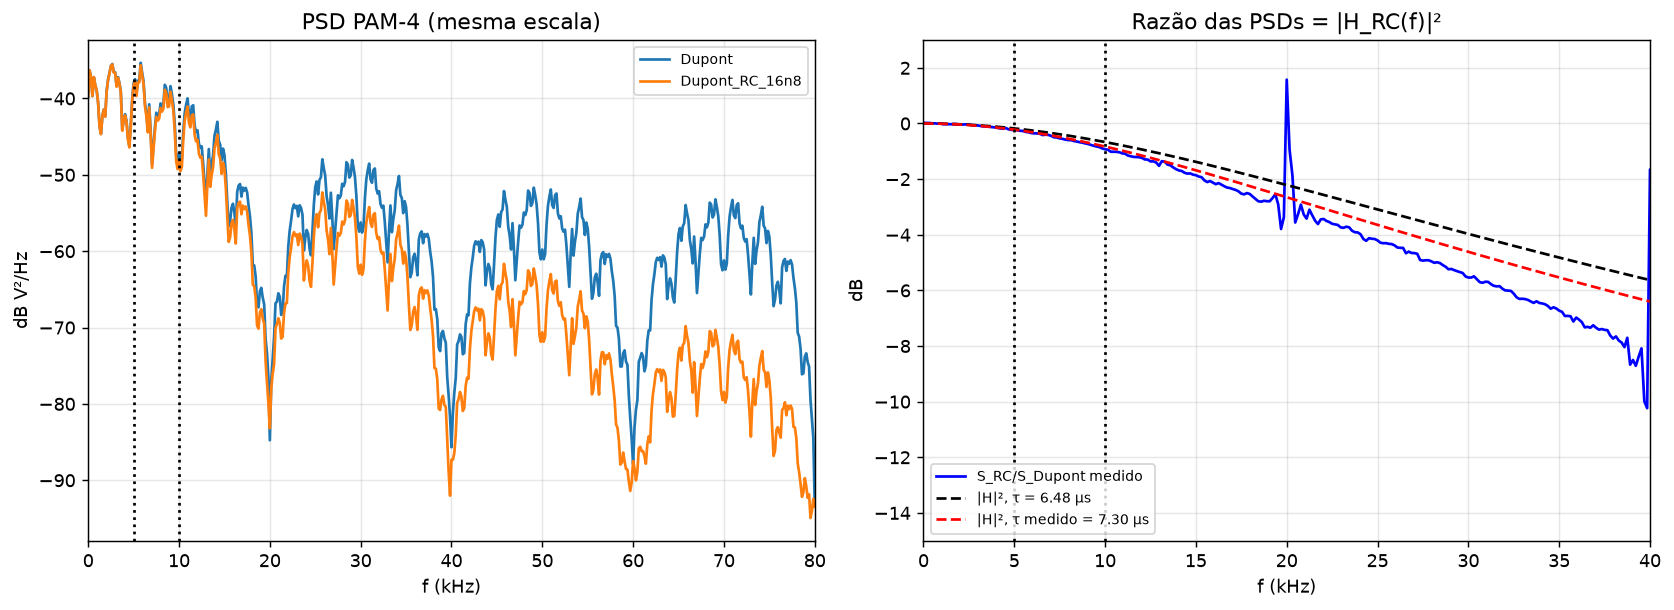 PSD PAM-4 (mesma escala)
Dupont
Dupont_RC_16n8
dB V²/Hz
−40
−50
−60
−70
−80
−90
0 10 20 30 40 50 60 70 80
f (kHz)
Razão das PSDs = |H_RC(f)|²
dB
2
0
−2
−4
−6
−8
−10
−12
−14
S_RC/S_Dupont medido
|H|², τ = 6.48 µs
|H|², τ medido = 7.30 µs
0 5 10 15 20 25 30 35 40
f (kHz)